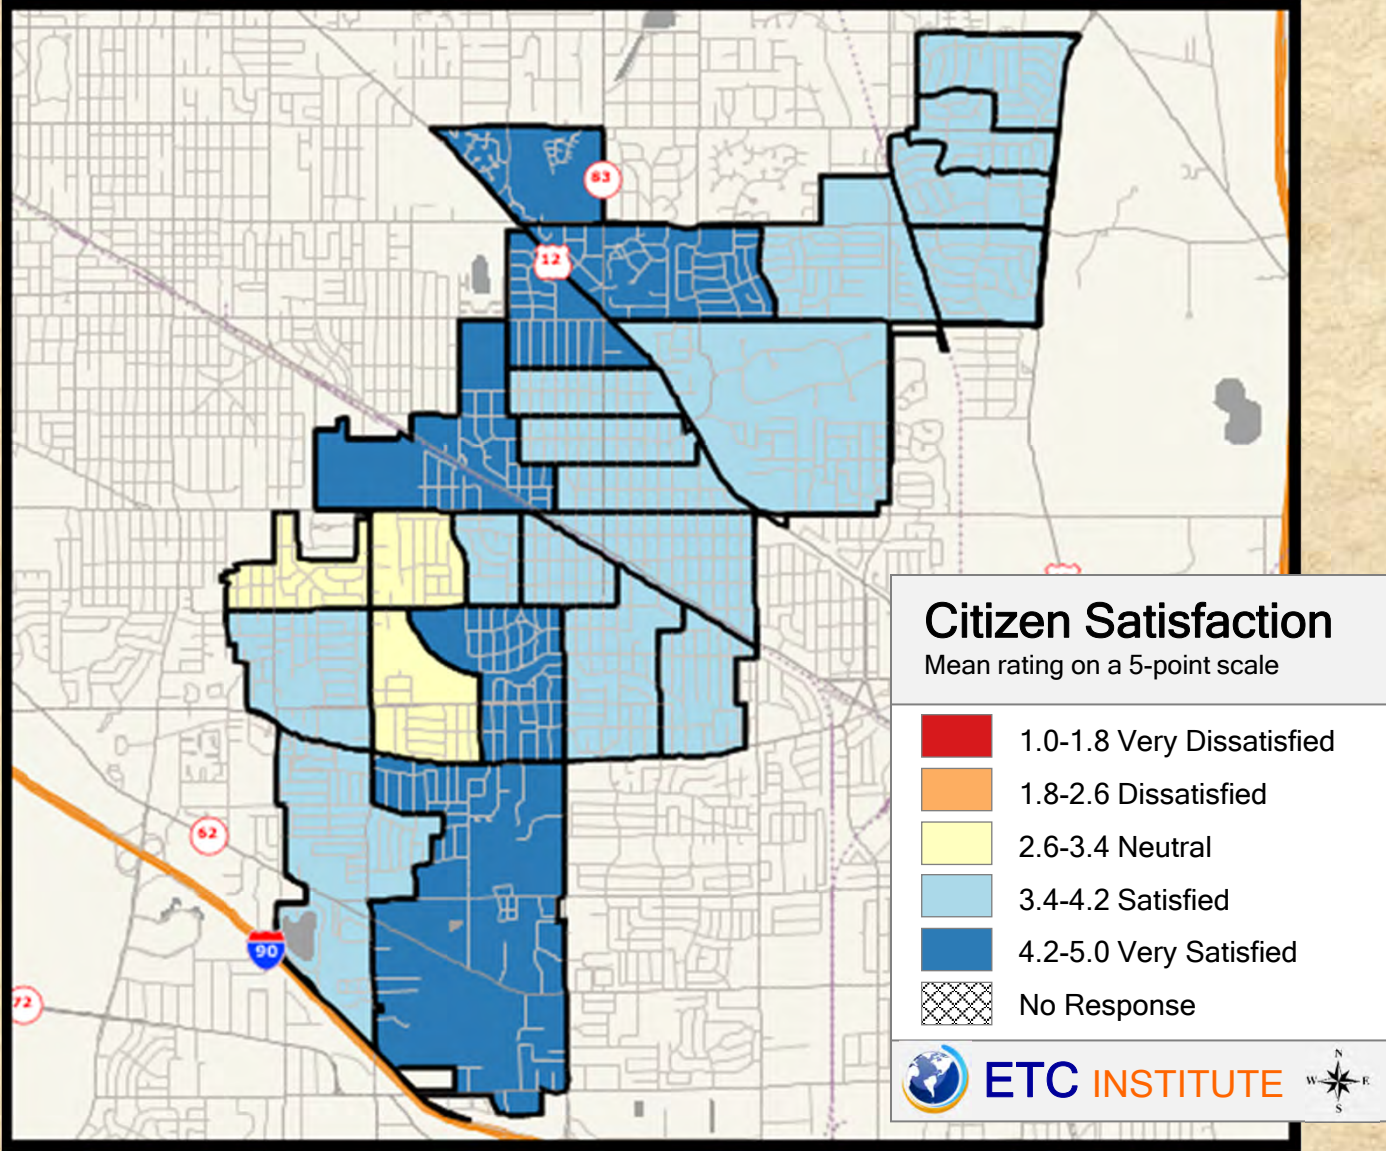 63
12
62
90
72
Citizen Satisfaction
Mean rating on a 5-point scale
1.0-1.8 Very Dissatisfied
1.8-2.6 Dissatisfied
2.6-3.4 Neutral
3.4-4.2 Satisfied
4.2-5.0 Very Satisfied
No Response
ETC INSTITUTE
N
W E
S